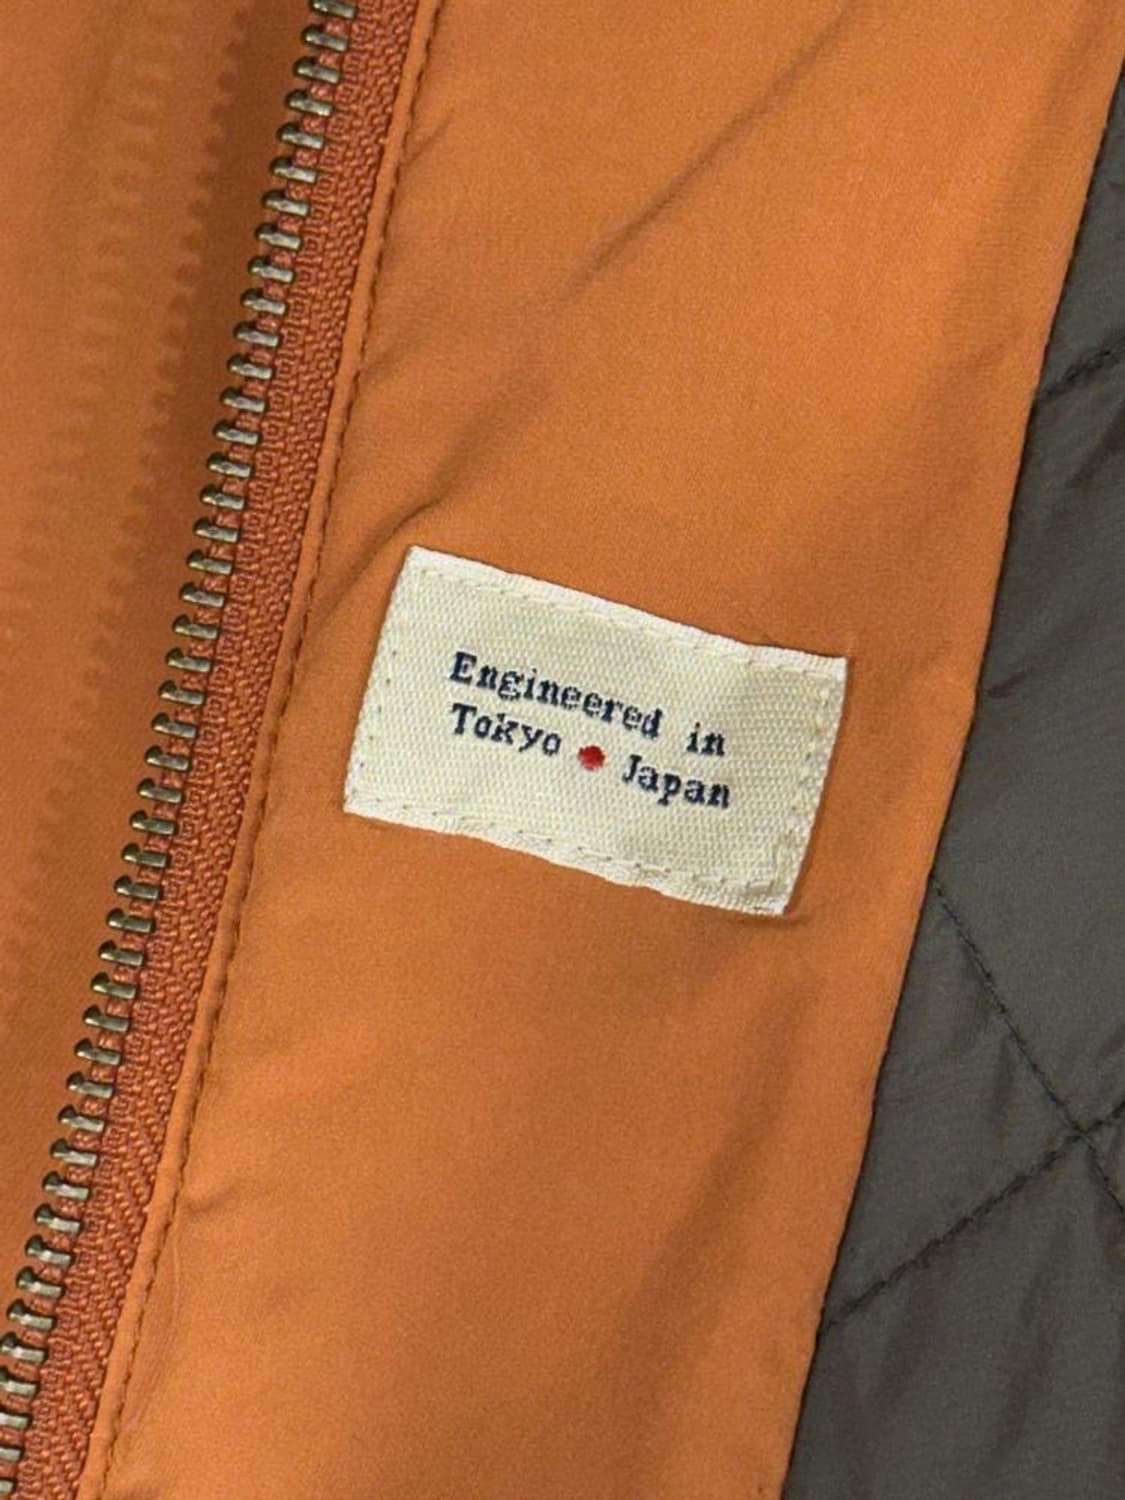 Engineered in
Tokyo • Japan